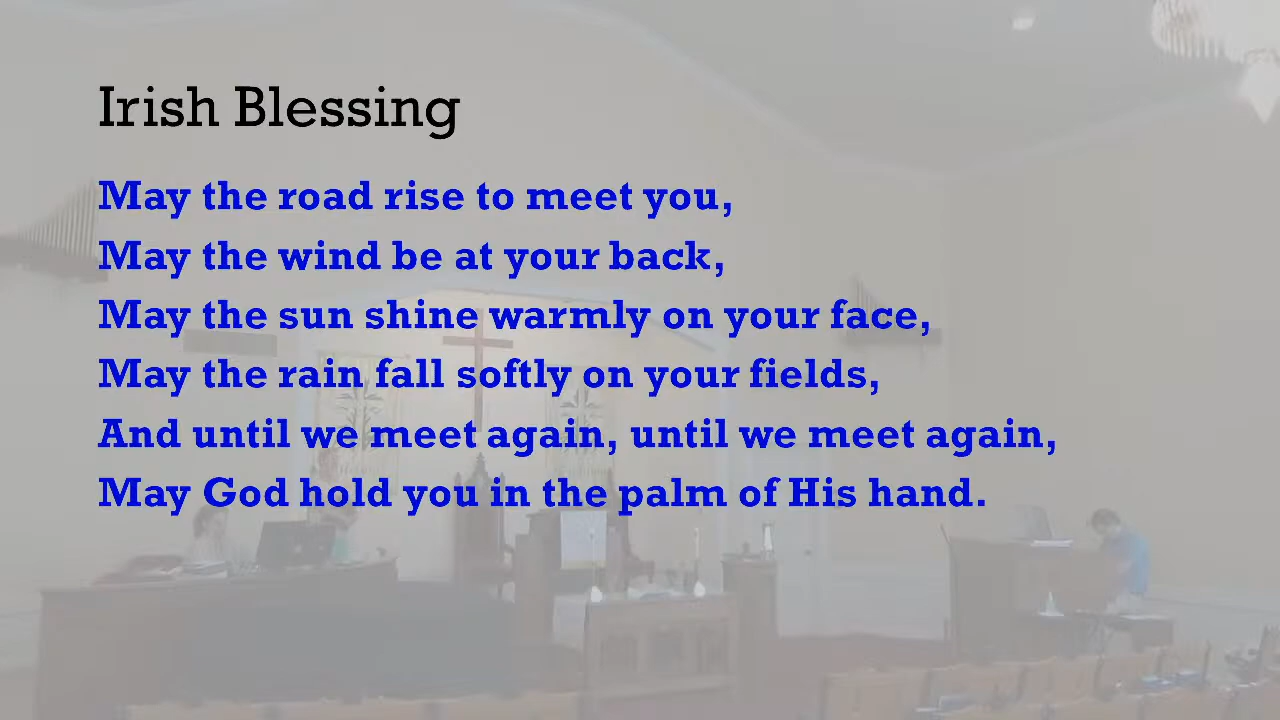 Irish Blessing
May the road rise to meet you,
May the wind be at your back,
May the sun shine warmly on your face,
May the rain fall softly on your fields,
And until we meet again, until we meet again,
May God hold you in the palm of His hand.